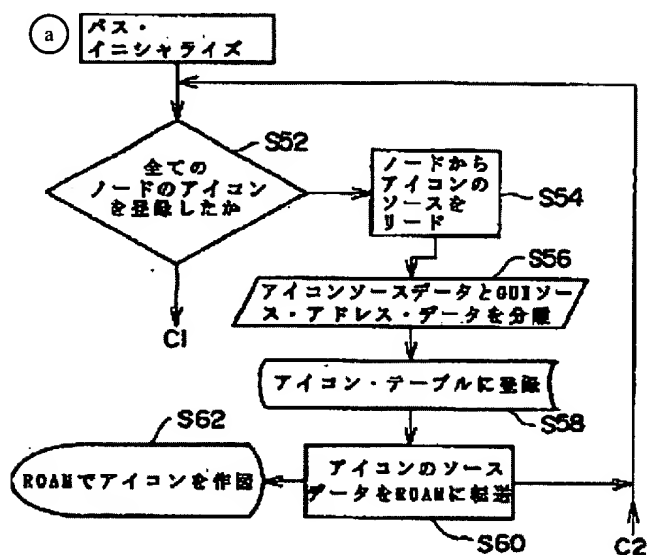 a
バス・
イニシャライズ
S52
全ての
ノードのアイコン
を登録したか
ノードから
アイコンの
ソースを
リード
S54
C1
S56
アイコンソースデータとGUIソー
ス・アドレス・データを分離
アイコン・テーブルに登録
S58
S62
ROAMでアイコンを作図
アイコンのソース
データをROAMに転送
S60
C2